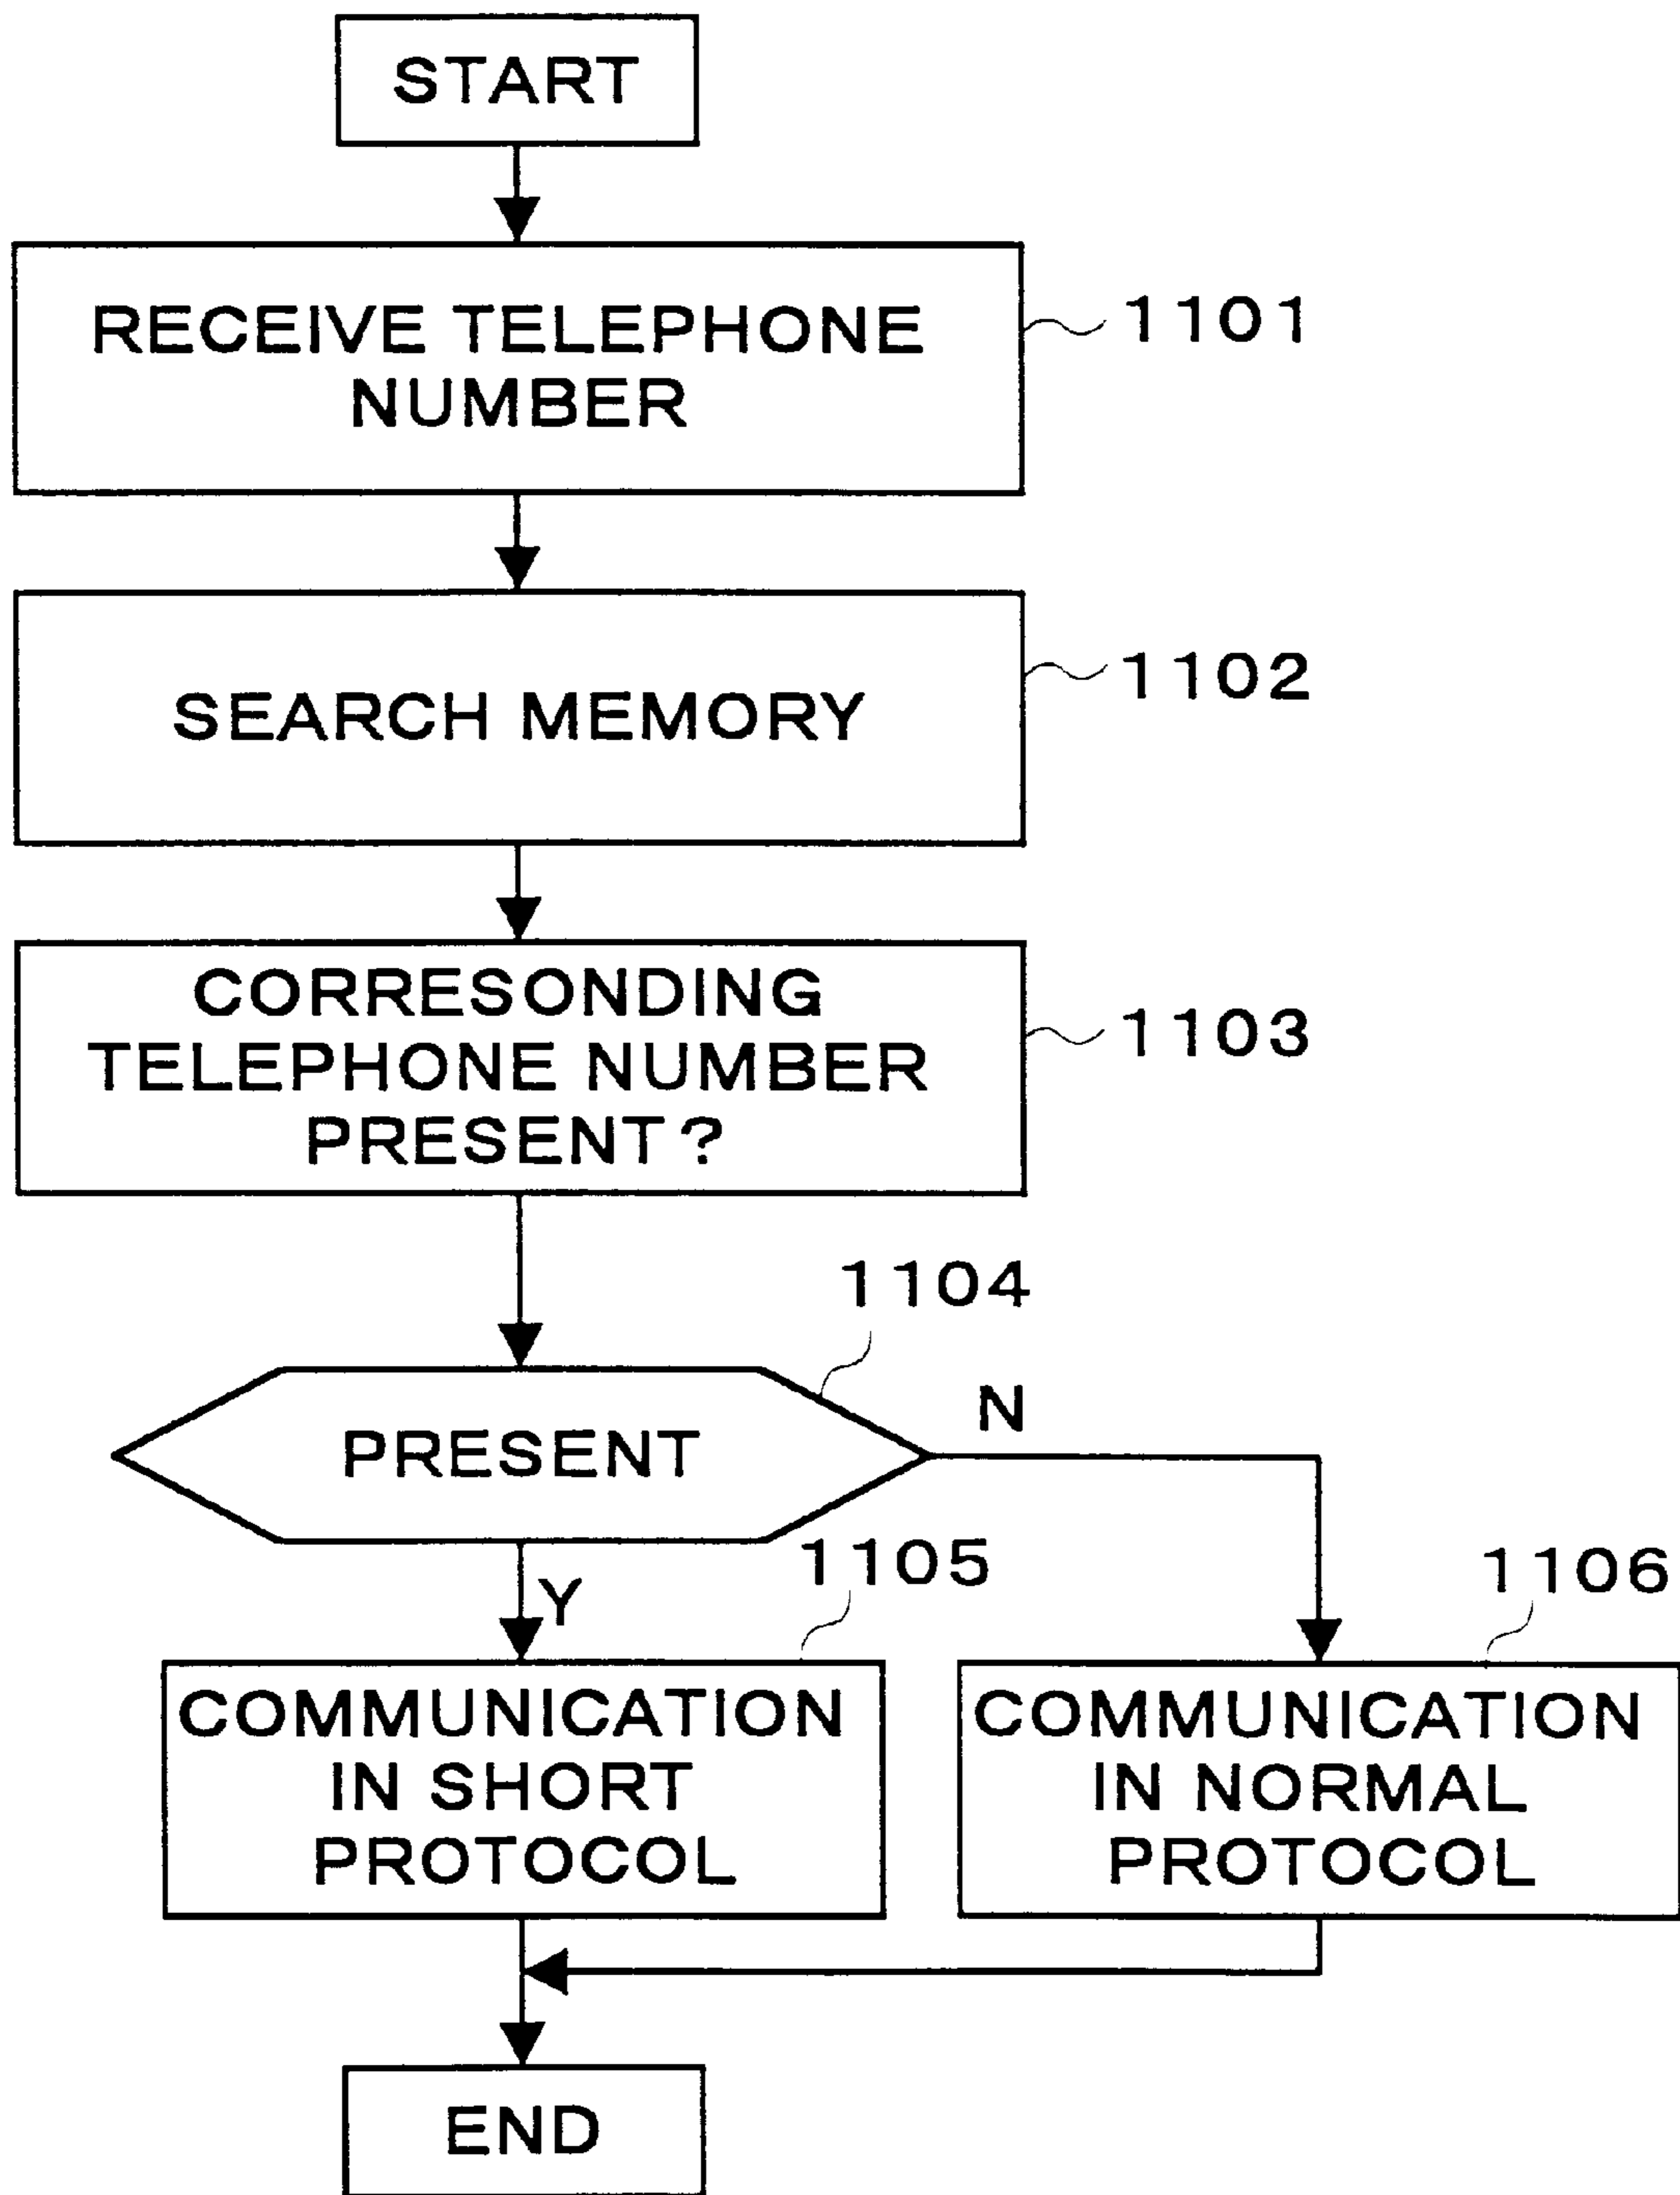 START
RECEIVE TELEPHONE
NUMBER
1101
SEARCH MEMORY
1102
CORRESONDING
TELEPHONE NUMBER
PRESENT?
1103
1104
PRESENT
N
Y
1105
1106
COMMUNICATION
IN SHORT
PROTOCOL
COMMUNICATION
IN NORMAL
PROTOCOL
END